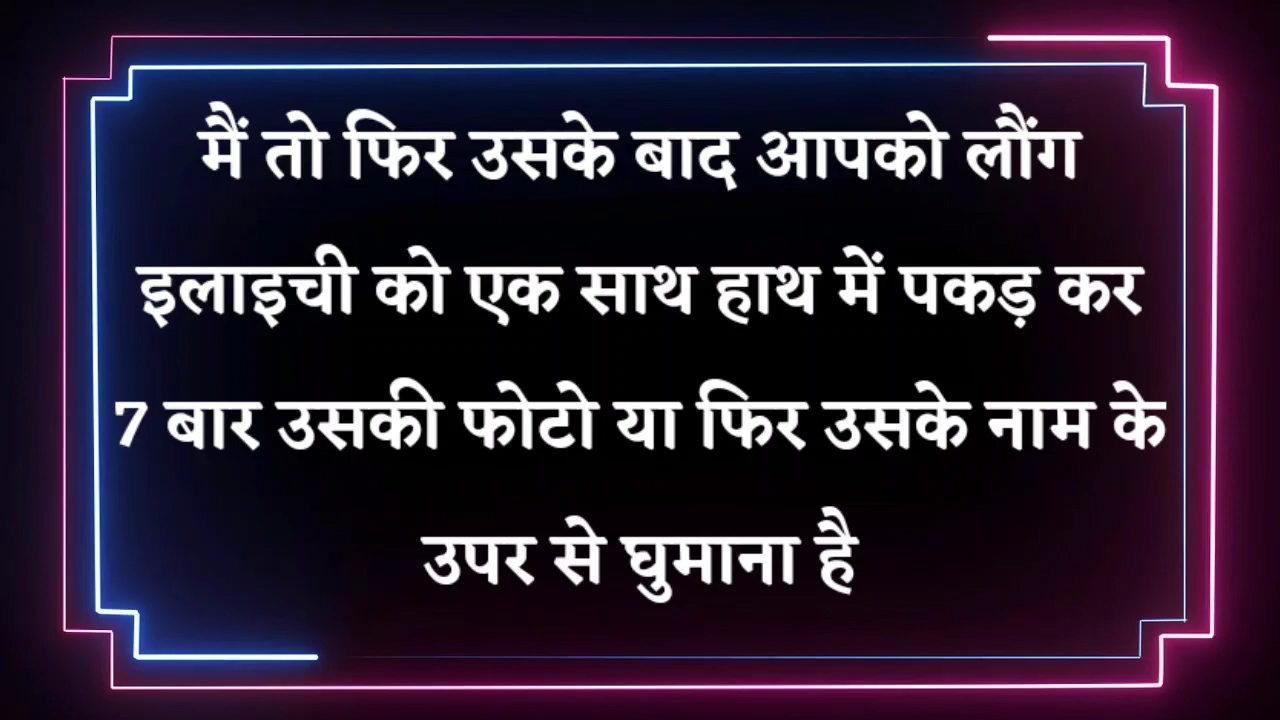 मैं तो फिर उसके बाद आपको लौंग
इलाइची को एक साथ हाथ में पकड़ कर
7 बार उसकी फोटो या फिर उसके नाम के
उपर से घुमाना है